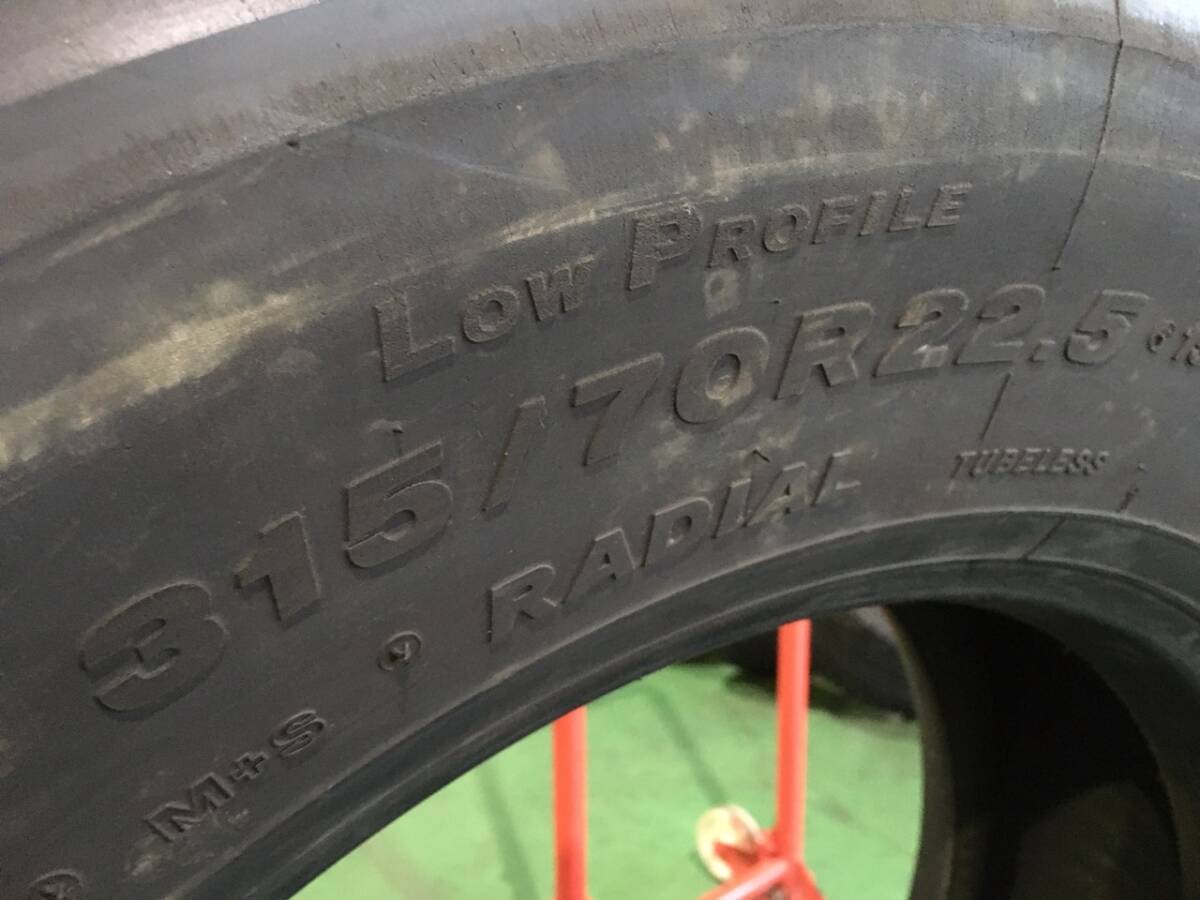 LOW PROFILE
315/70R22.5
RADIAL
TUBELESS
M+S